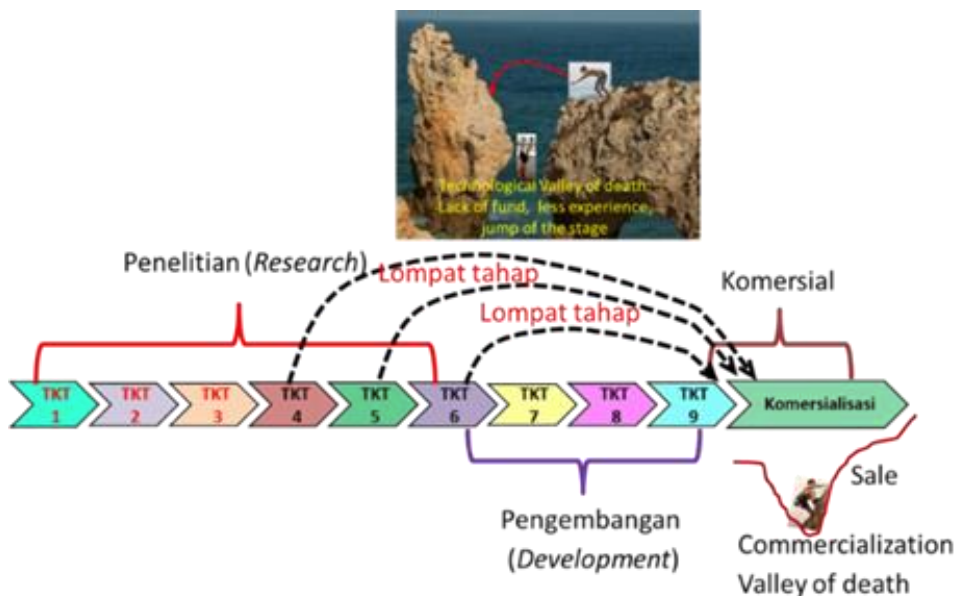 Technological Valley of death:
Lack of fund, less experience,
jump of the stage
Penelitian (Research)
Lompat tahap
Komersial
Lompat tahap
TKT
1
TKT
2
TKT
3
TKT
4
TKT
5
TKT
6
TKT
7
TKT
8
TKT
9
Komersialisasi
Sale
Pengembangan
(Development)
Commercialization
Valley of death